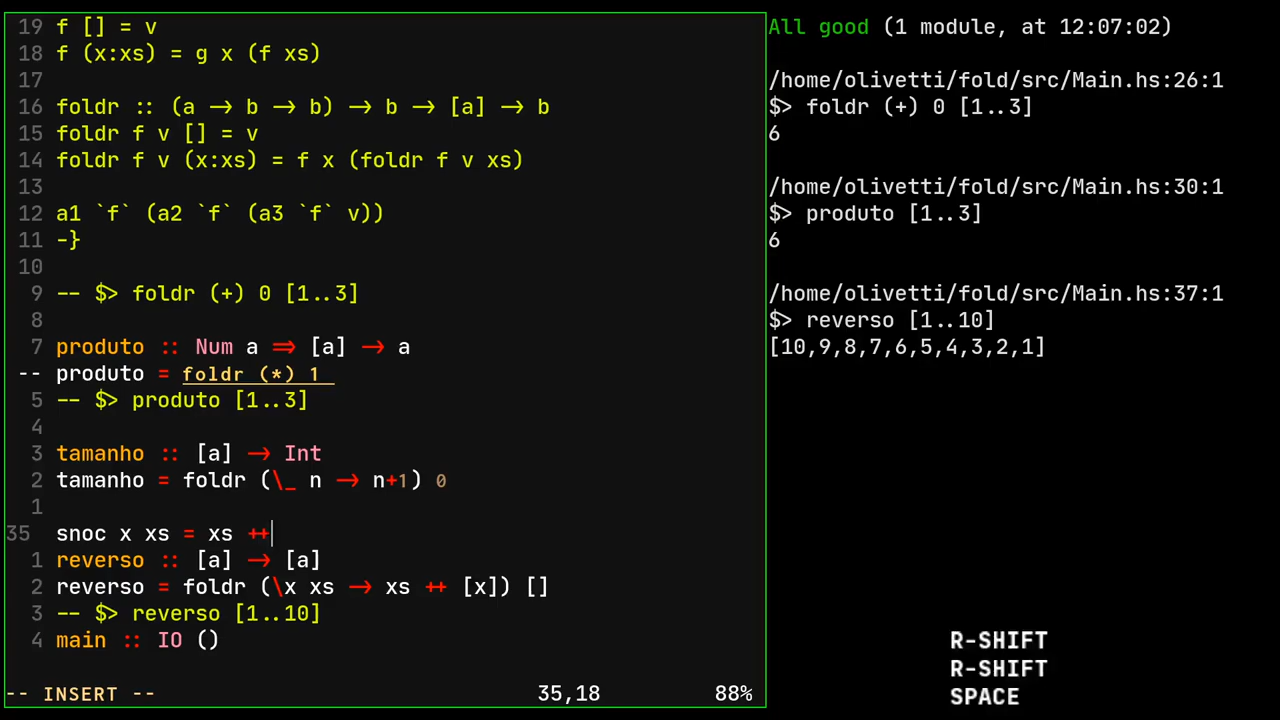 19 f [] = v
18 f (x:xs) = g x (f xs)
17
16 foldr :: (a → b → b) → b → [a] → b
15 foldr f v [] = v
14 foldr f v (x:xs) = f x (foldr f v xs)
13
12 a1 `f` (a2 `f` (a3 `f` v))
11 -}
10
9 -- $> foldr (+) 0 [1..3]
8
7 produto :: Num a ⇒ [a] → a
-- produto = foldr (*) 1
5 -- $> produto [1..3]
4
3 tamanho :: [a] → Int
2 tamanho = foldr (\_ n → n+1) 0
1
35 snoc x xs = xs ++
1 reverso :: [a] → [a]
2 reverso = foldr (\x xs → xs ++ [x]) []
3 -- $> reverso [1..10]
4 main :: IO ()
-- INSERT -- 35,18 88%
All good (1 module, at 12:07:02)
/home/olivetti/fold/src/Main.hs:26:1
$> foldr (+) 0 [1..3]
6
/home/olivetti/fold/src/Main.hs:30:1
$> produto [1..3]
6
/home/olivetti/fold/src/Main.hs:37:1
$> reverso [1..10]
[10,9,8,7,6,5,4,3,2,1]
R-SHIFT
R-SHIFT
SPACE